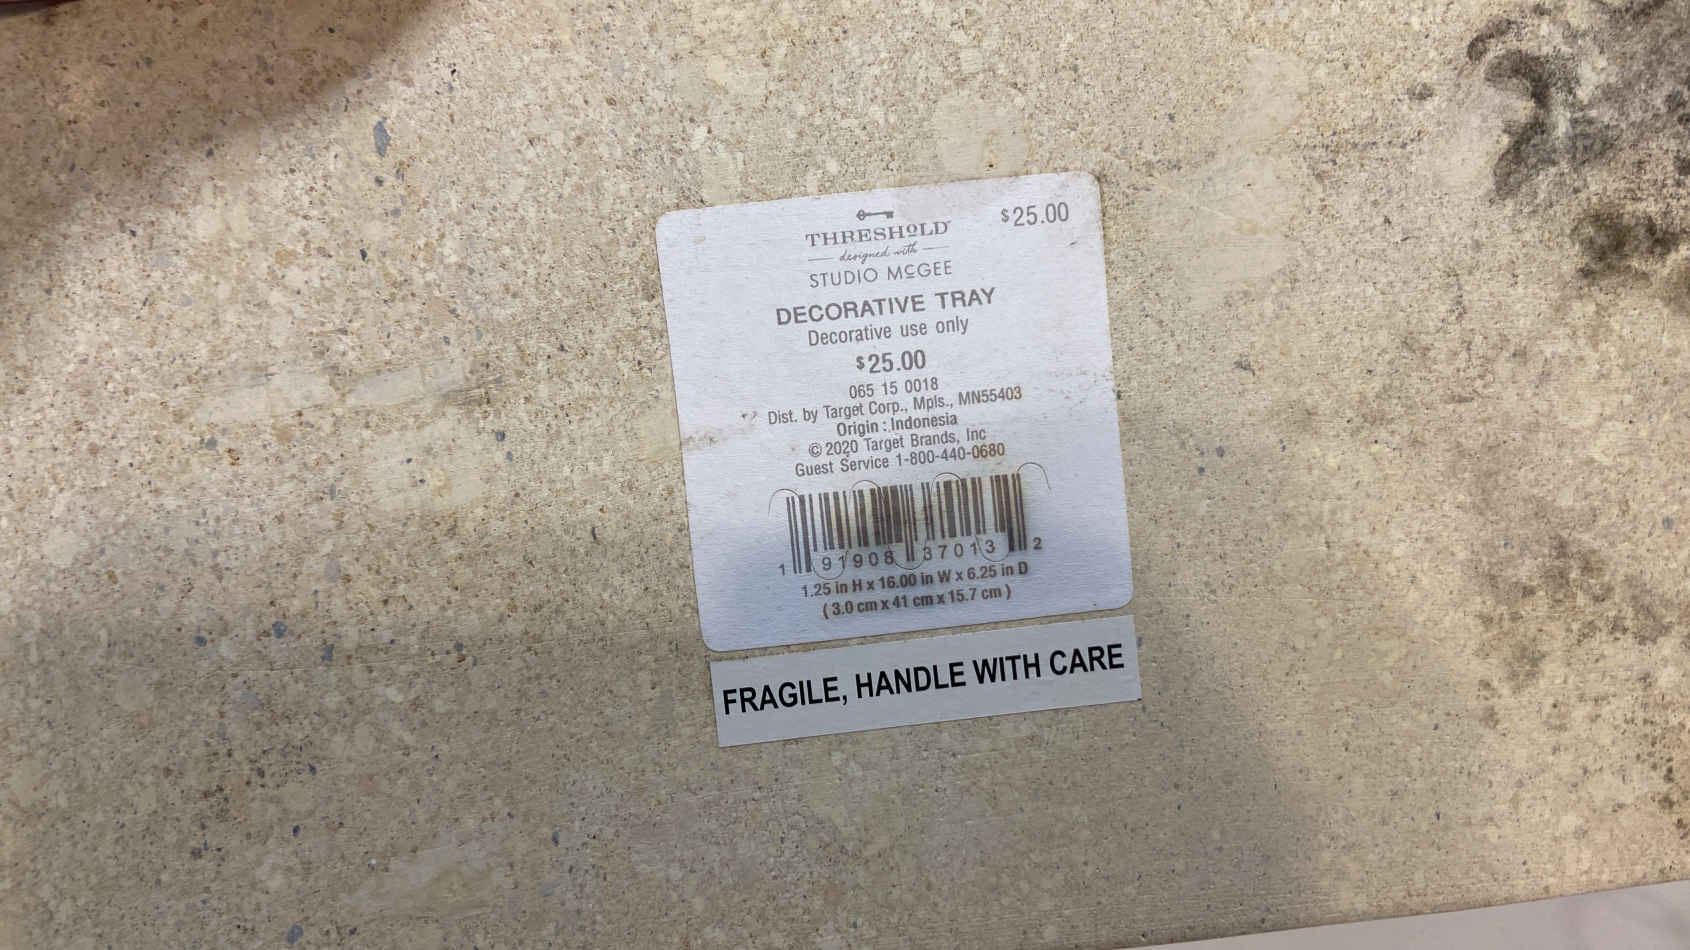 THRESHOLD
$25.00
designed with
STUDIO McGEE
DECORATIVE TRAY
Decorative use only
$25.00
065 15 0018
Dist. by Target Corp., Mpls., MN55403
Origin : Indonesia
© 2020 Target Brands, Inc
Guest Service 1-800-440-0680
1 91908 37013 2
1.25 in H x 16.00 in W x 6.25 in D
( 3.0 cm x 41 cm x 15.7 cm )
FRAGILE, HANDLE WITH CARE